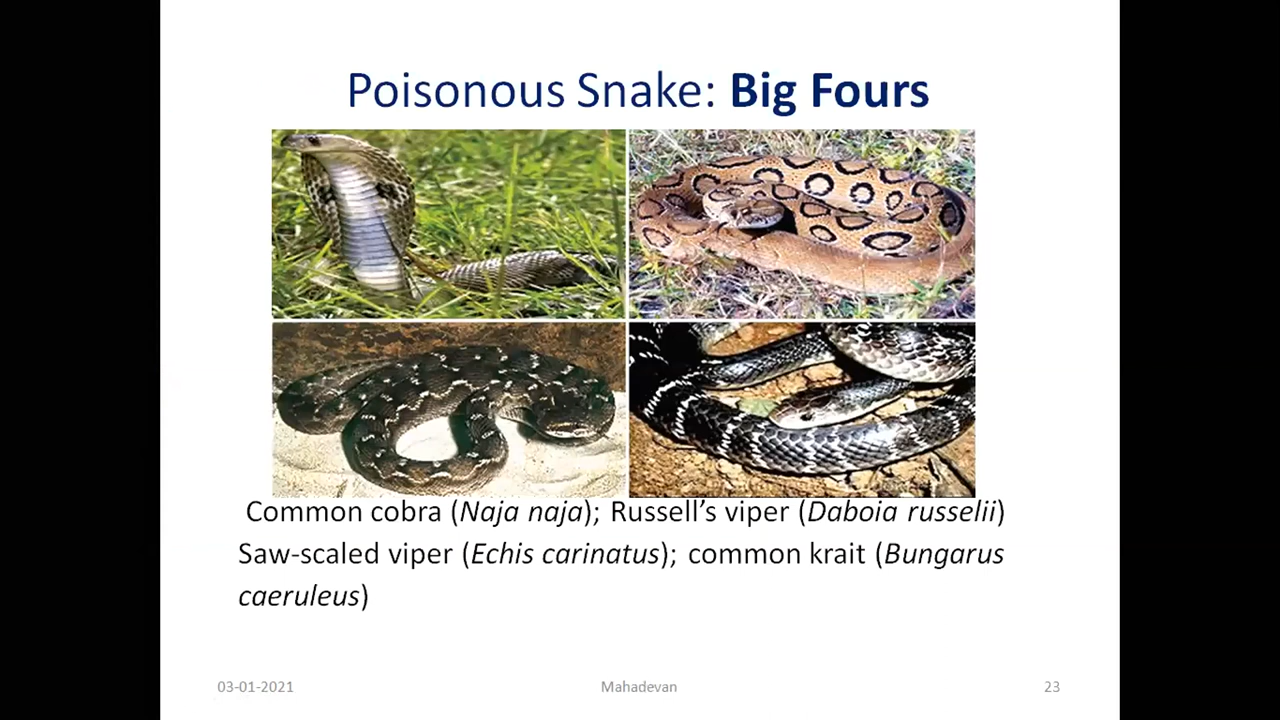 Poisonous Snake: Big Fours
Common cobra (Naja naja); Russell’s viper (Daboia russelii)
Saw-scaled viper (Echis carinatus); common krait (Bungarus
caeruleus)
03-01-2021
Mahadevan
23